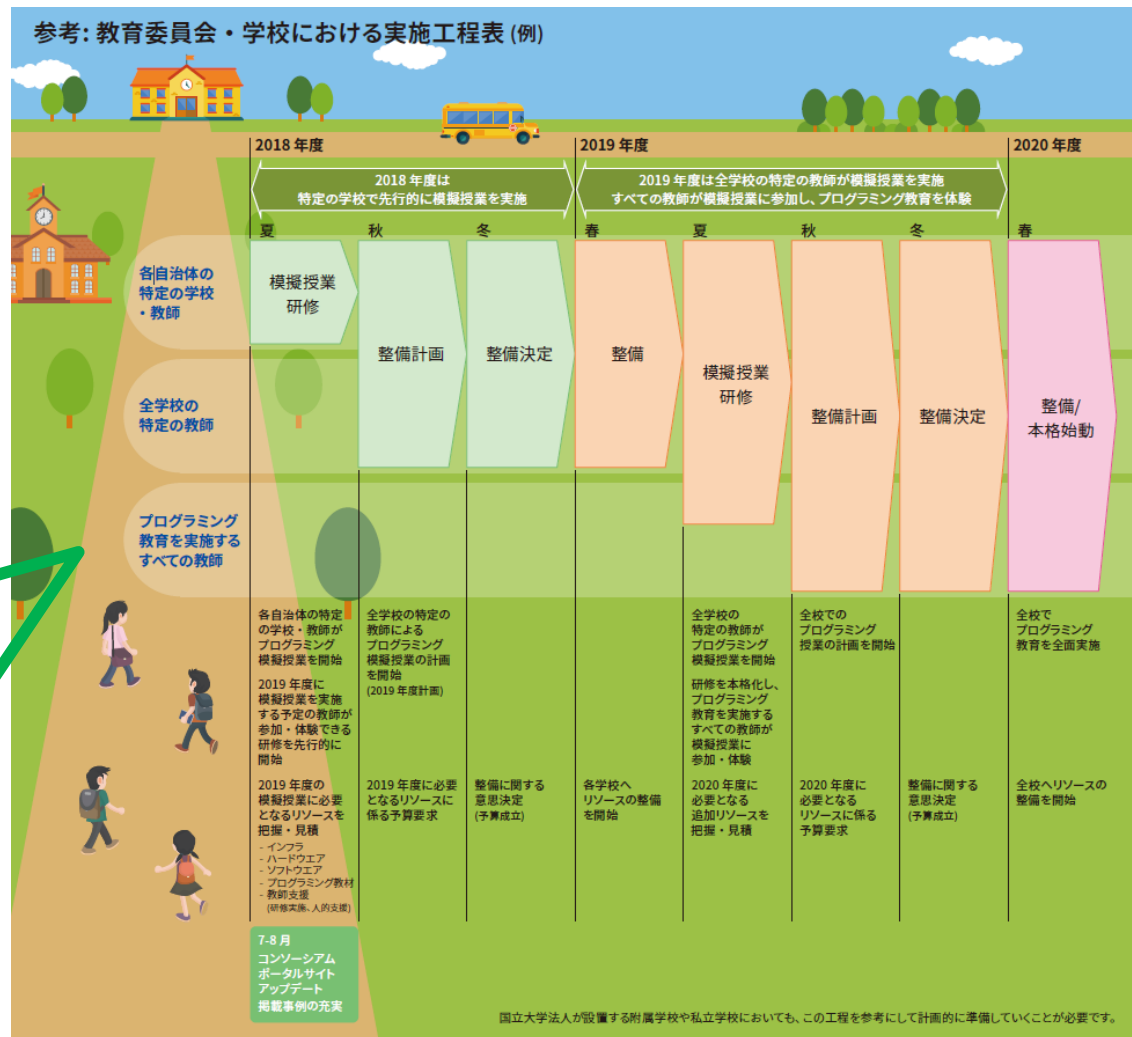 参考: 教育委員会・学校における実施工程表 (例)
2018 年度
2019 年度
2020 年度
2018 年度は
特定の学校で先行的に模擬授業を実施
2019 年度は全学校の特定の教師が模擬授業を実施
すべての教師が模擬授業に参加し、プログラミング教育を体験
夏
秋
冬
春
夏
秋
冬
春
各自治体の
特定の学校
・教師
全学校の
特定の教師
プログラミング
教育を実施する
すべての教師
模擬授業
研修
整備計画
整備決定
整備
模擬授業
研修
整備計画
整備決定
整備/
本格始動
各自治体の特定
の学校・教師が
プログラミング
模擬授業を開始
2019 年度に
模擬授業を実施
する予定の教師が
参加・体験できる
研修を先行的に
開始
2019 年度の
模擬授業に必要
となるリソースを
把握・見積
- インフラ
- ハードウエア
- ソフトウエア
- プログラミング教材
- 教師支援
(研修実施、人的支援)
全学校の特定の
教師による
プログラミング
模擬授業の計画
を開始
(2019 年度計画)
2019 年度に必要
となるリソースに
係る予算要求
整備に関する
意思決定
(予算成立)
各学校へ
リソースの整備
を開始
全学校の
特定の教師が
プログラミング
模擬授業を開始
研修を本格化し、
プログラミング
教育を実施する
すべての教師が
模擬授業に
参加・体験
2020 年度に
必要となる
追加リソースを
把握・見積
全校での
プログラミング
授業の計画を開始
2020 年度に
必要となる
リソースに係る
予算要求
整備に関する
意思決定
(予算成立)
全校で
プログラミング
教育を全面実施
全校へリソースの
整備を開始
7-8 月
コンソーシアム
ポータルサイト
アップデート
掲載事例の充実
国立大学法人が設置する附属学校や私立学校においても、この工程を参考にして計画的に準備していくことが必要です。